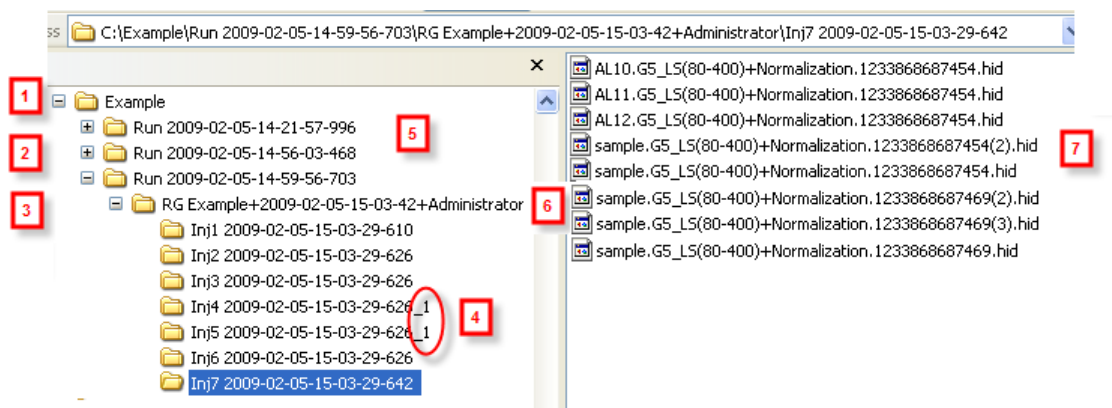 ss C:\Example\Run 2009-02-05-14-59-56-703\RG Example+2009-02-05-15-03-42+Administrator\Inj7 2009-02-05-15-03-29-642
1
Example
Run 2009-02-05-14-21-57-996
5
2
Run 2009-02-05-14-56-03-468
Run 2009-02-05-14-59-56-703
3
RG Example+2009-02-05-15-03-42+Administrator
Inj1 2009-02-05-15-03-29-610
Inj2 2009-02-05-15-03-29-626
Inj3 2009-02-05-15-03-29-626
Inj4 2009-02-05-15-03-29-626_1
4
Inj5 2009-02-05-15-03-29-626_1
Inj6 2009-02-05-15-03-29-626
Inj7 2009-02-05-15-03-29-642
AL10.G5_LS(80-400)+Normalization.1233868687454.hid
AL11.G5_LS(80-400)+Normalization.1233868687454.hid
AL12.G5_LS(80-400)+Normalization.1233868687454.hid
sample.G5_LS(80-400)+Normalization.1233868687454(2).hid
7
sample.G5_LS(80-400)+Normalization.1233868687454.hid
6
sample.G5_LS(80-400)+Normalization.1233868687469(2).hid
sample.G5_LS(80-400)+Normalization.1233868687469(3).hid
sample.G5_LS(80-400)+Normalization.1233868687469.hid